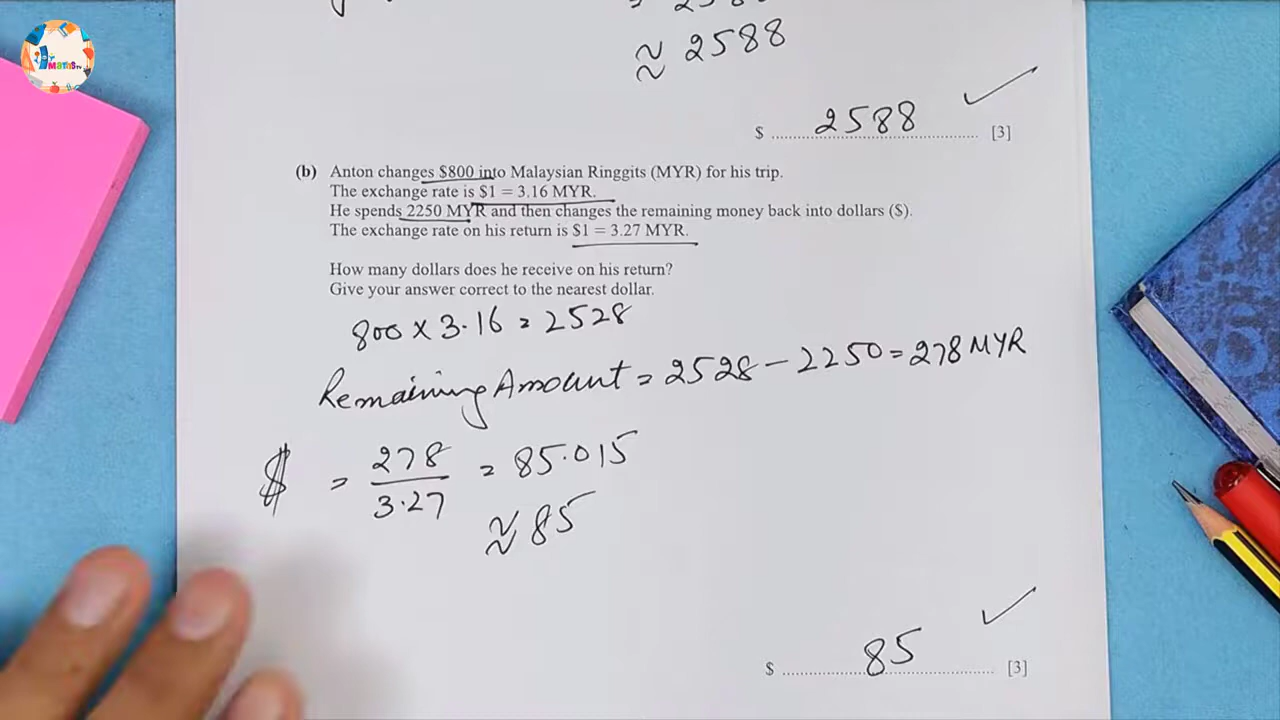 MATHS TV
≈ 2588
$ 2588 [3]
(b) Anton changes $800 into Malaysian Ringgits (MYR) for his trip.
The exchange rate is $1 = 3.16 MYR.
He spends 2250 MYR and then changes the remaining money back into dollars ($).
The exchange rate on his return is $1 = 3.27 MYR.
How many dollars does he receive on his return?
Give your answer correct to the nearest dollar.
800 × 3.16 = 2528
Remaining Amount = 2528 – 2250 = 278 MYR
$ = 278/3.27 = 85.015
≈ 85
$ 85 [3]